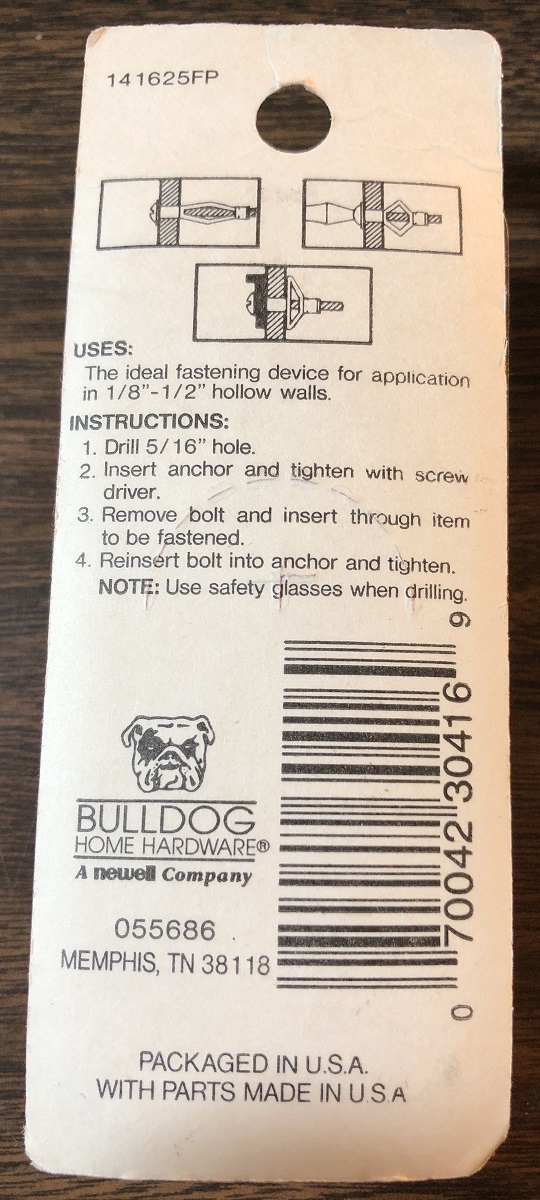 141625FP
USES:
The ideal fastening device for application
in 1/8”-1/2” hollow walls.
INSTRUCTIONS:
1. Drill 5/16” hole.
2. Insert anchor and tighten with screw
driver.
3. Remove bolt and insert through item
to be fastened.
4. Reinsert bolt into anchor and tighten.
NOTE: Use safety glasses when drilling.
0 70042 30416 9
BULLDOG
HOME HARDWARE®
A newell Company
055686
MEMPHIS, TN 38118
PACKAGED IN U.S.A.
WITH PARTS MADE IN U.S.A